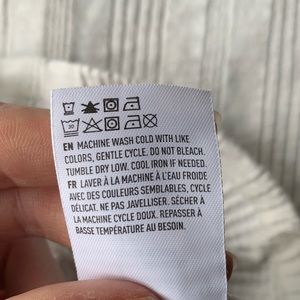 EN MACHINE WASH COLD WITH LIKE
COLORS, GENTLE CYCLE. DO NOT BLEACH.
TUMBLE DRY LOW. COOL IRON IF NEEDED.
FR LAVER À LA MACHINE À L'EAU FROIDE
AVEC DES COULEURS SEMBLABLES, CYCLE
DÉLICAT. NE PAS JAVELLISER. SÉCHER À
LA MACHINE CYCLE DOUX. REPASSER À
BASSE TEMPÉRATURE AU BESOIN.